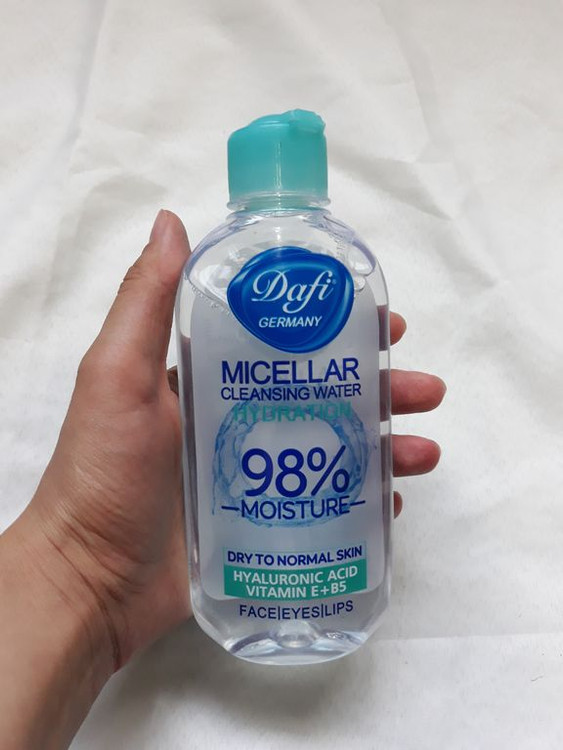 Dafi®
GERMANY
MICELLAR
CLEANSING WATER
HYDRATION
98%
MOISTURE
DRY TO NORMAL SKIN
HYALURONIC ACID
VITAMIN E+B5
FACE|EYES|LIPS